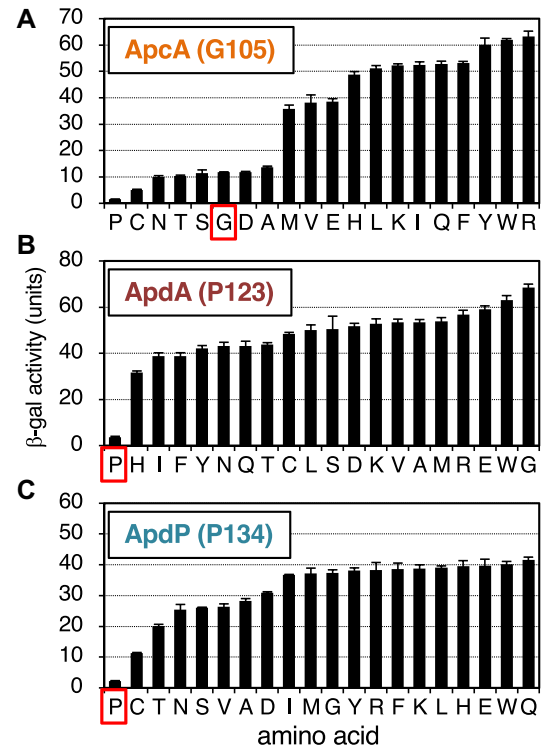 A
ApcA (G105)
70
60
50
40
30
20
10
0
P C N T S G D A M V E H L K I Q F Y W R
B
ApdA (P123)
80
60
40
20
0
β-gal activity (units)
P H I F Y N Q T C L S D K V A M R E W G
C
ApdP (P134)
60
50
40
30
20
10
0
P C T N S V A D I M G Y R F K L H E W Q
amino acid